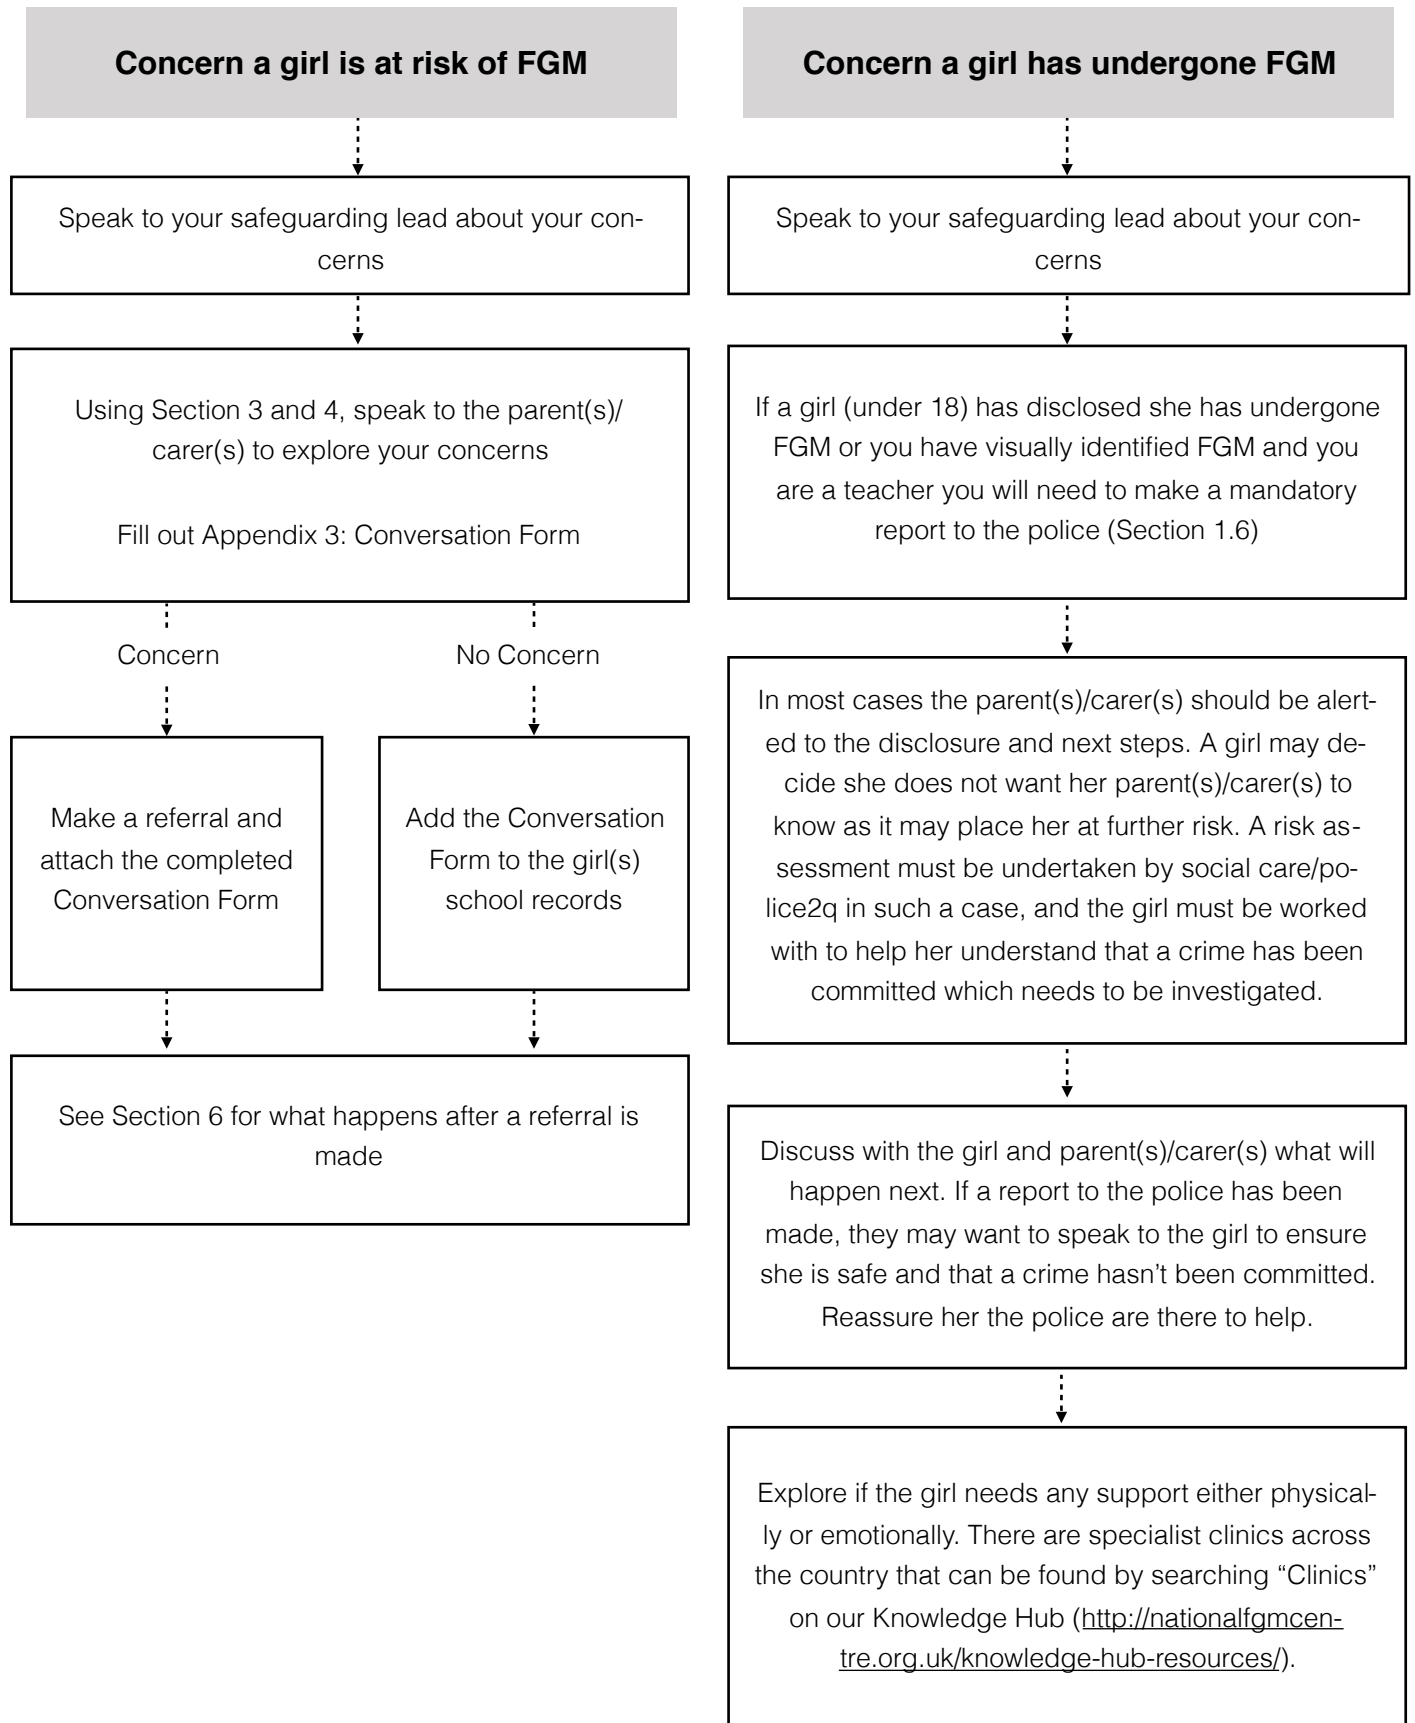 Concern a girl is at risk of FGM
Speak to your safeguarding lead about your con-
cerns
Using Section 3 and 4, speak to the parent(s)/
carer(s) to explore your concerns
Fill out Appendix 3: Conversation Form
Concern
No Concern
Make a referral and
attach the completed
Conversation Form
Add the Conversation
Form to the girl(s)
school records
See Section 6 for what happens after a referral is
made
Concern a girl has undergone FGM
Speak to your safeguarding lead about your con-
cerns
If a girl (under 18) has disclosed she has undergone
FGM or you have visually identified FGM and you
are a teacher you will need to make a mandatory
report to the police (Section 1.6)
In most cases the parent(s)/carer(s) should be alert-
ed to the disclosure and next steps. A girl may de-
cide she does not want her parent(s)/carer(s) to
know as it may place her at further risk. A risk as-
sessment must be undertaken by social care/po-
lice2q in such a case, and the girl must be worked
with to help her understand that a crime has been
committed which needs to be investigated.
Discuss with the girl and parent(s)/carer(s) what will
happen next. If a report to the police has been
made, they may want to speak to the girl to ensure
she is safe and that a crime hasn't been committed.
Reassure her the police are there to help.
Explore if the girl needs any support either physical-
ly or emotionally. There are specialist clinics across
the country that can be found by searching “Clinics”
on our Knowledge Hub (http://nationalfgmcen-
tre.org.uk/knowledge-hub-resources/).